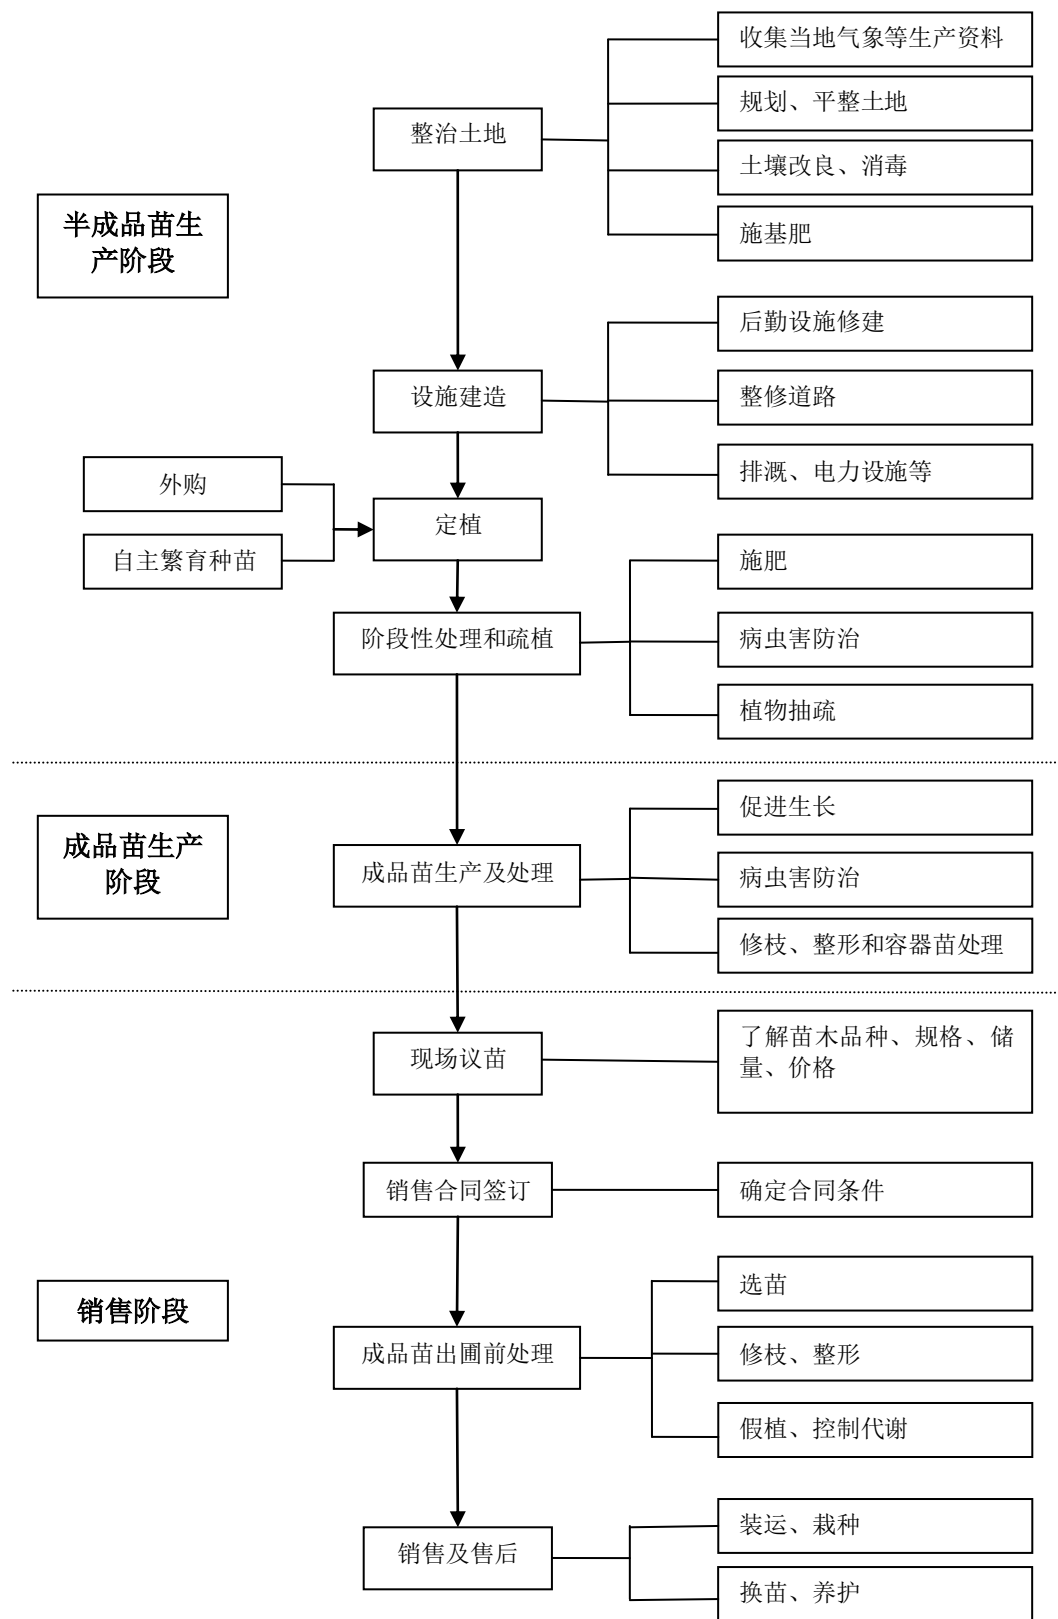 收集当地气象等生产资料
规划、平整土地
整治土地
土壤改良、消毒
施基肥
半成品苗生
产阶段
后勤设施修建
设施建造
整修道路
排溉、电力设施等
外购
定植
自主繁育种苗
施肥
阶段性处理和疏植
病虫害防治
植物抽疏
促进生长
成品苗生产
阶段
成品苗生产及处理
病虫害防治
修枝、整形和容器苗处理
现场议苗
了解苗木品种、规格、储
量、价格
销售合同签订
确定合同条件
选苗
销售阶段
成品苗出圃前处理
修枝、整形
假植、控制代谢
装运、栽种
销售及售后
换苗、养护